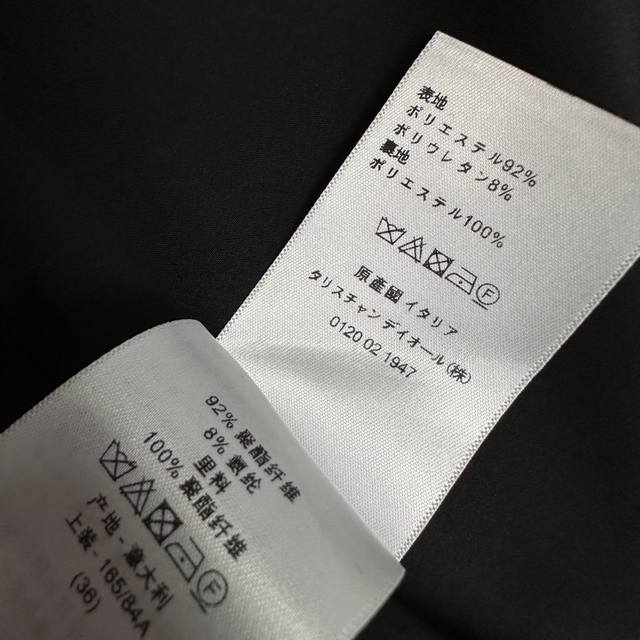 表地
ポリエステル92%
ポリウレタン8%
裏地
ポリエステル100%
F
原産國 イタリア
タリスチャン ディオール(株)
0120 02 1947
92% 聚酯纤维
8% 氨纶
里料
100% 聚酯纤维
F
产地 - 意大利
上装 - 165/84A
(36)